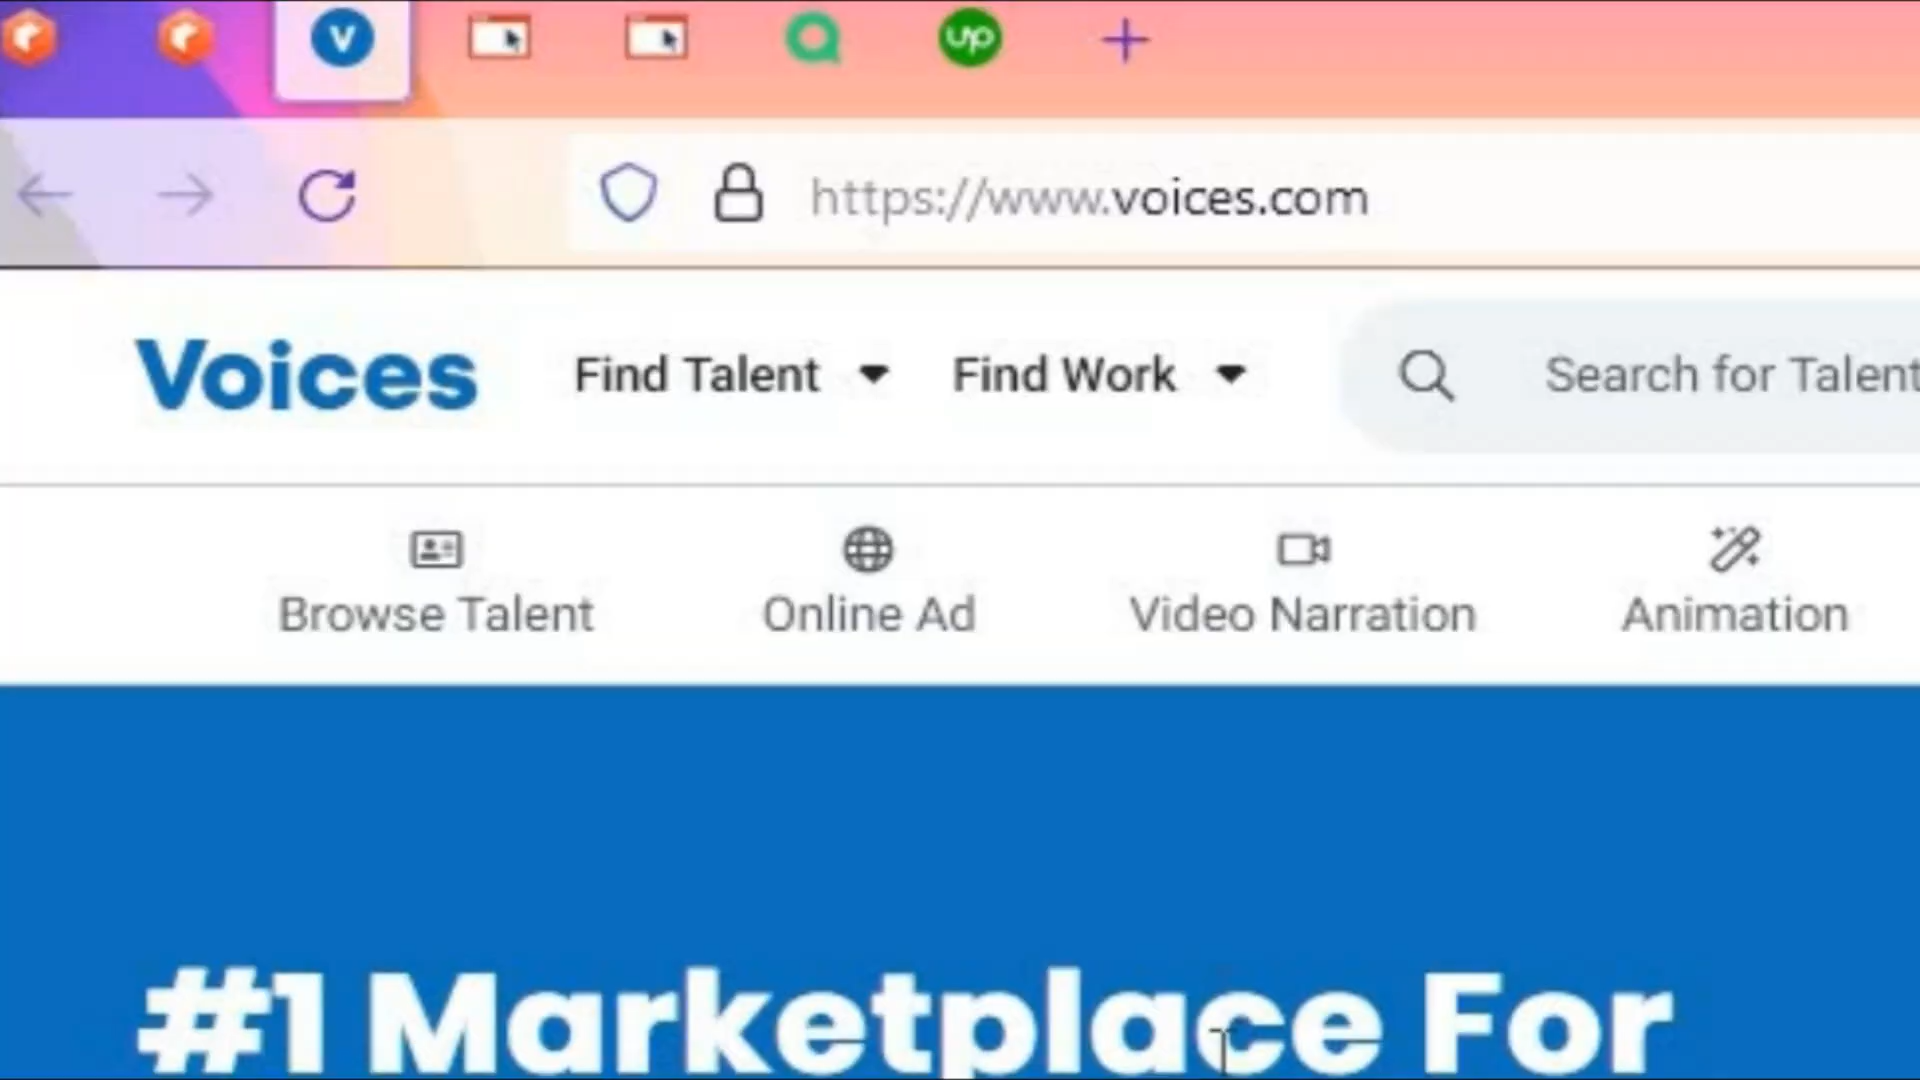 V
up
https://www.voices.com
Voices
Find Talent
Find Work
Search for Talent
Browse Talent
Online Ad
Video Narration
Animation
#1 Marketplace For